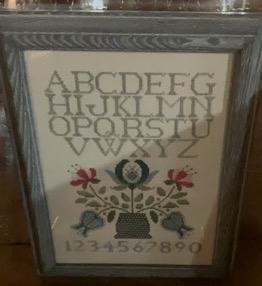 ABCDEFG
HIJKLMN
OPQRSTU
VWXYZ
1234567890